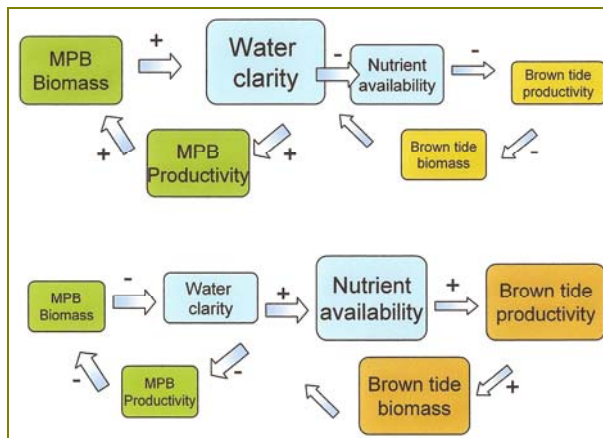 MPB
Biomass
+
Water
clarity
-
Nutrient
availability
-
Brown tide
productivity
+
MPB
Productivity
+
Brown tide
biomass
-
MPB
Biomass
-
Water
clarity
+
Nutrient
availability
+
Brown tide
productivity
-
MPB
Productivity
-
Brown tide
biomass
+